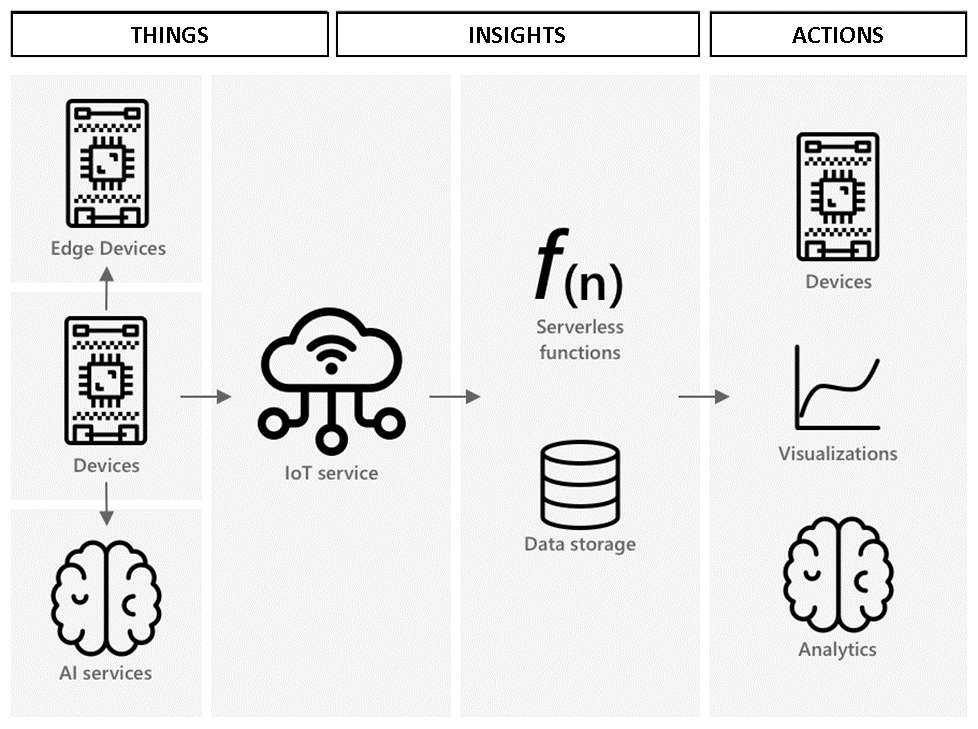 THINGS
INSIGHTS
ACTIONS
Edge Devices
Devices
AI services
IoT service
f(n)
Serverless
functions
Data storage
Devices
Visualizations
Analytics